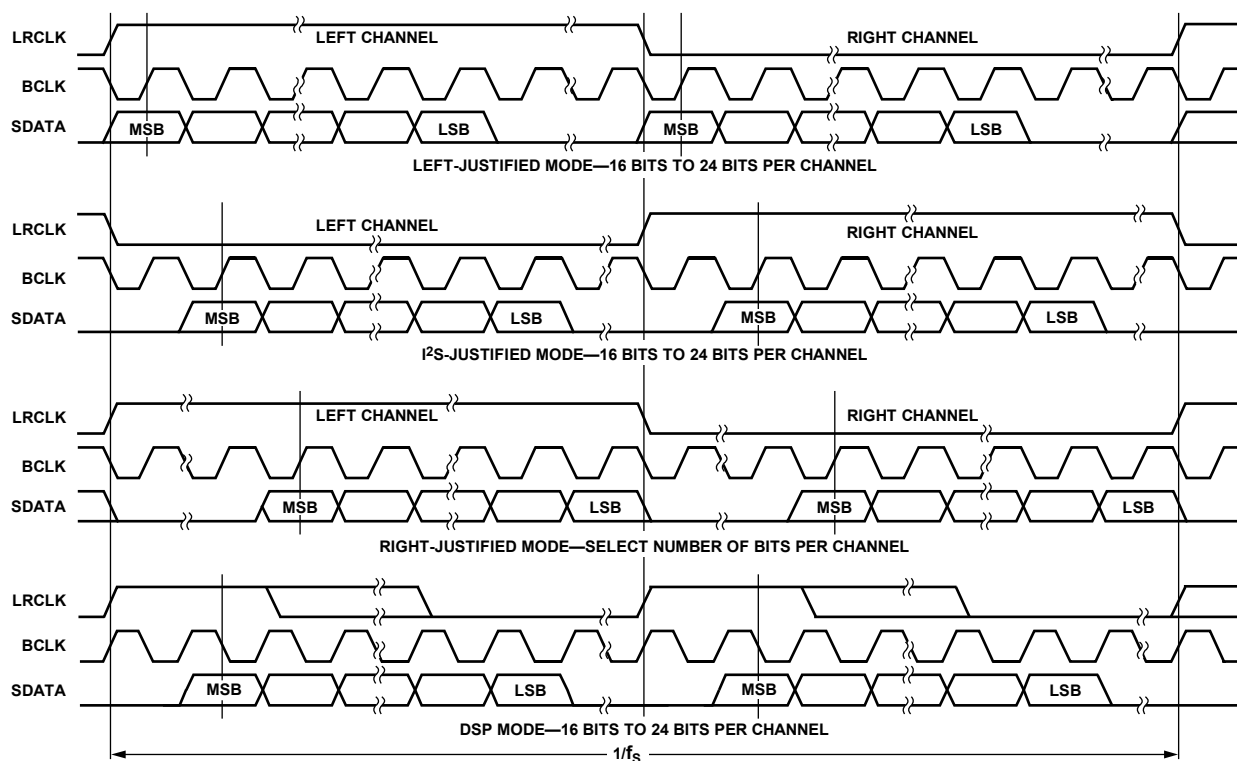 LRCLK
LEFT CHANNEL
RIGHT CHANNEL
BCLK
SDATA
MSB
LSB
MSB
LSB
LEFT-JUSTIFIED MODE—16 BITS TO 24 BITS PER CHANNEL
LRCLK
LEFT CHANNEL
RIGHT CHANNEL
BCLK
SDATA
MSB
LSB
MSB
LSB
I²S-JUSTIFIED MODE—16 BITS TO 24 BITS PER CHANNEL
LRCLK
LEFT CHANNEL
RIGHT CHANNEL
BCLK
SDATA
MSB
LSB
MSB
LSB
RIGHT-JUSTIFIED MODE—SELECT NUMBER OF BITS PER CHANNEL
LRCLK
BCLK
SDATA
MSB
LSB
MSB
LSB
DSP MODE—16 BITS TO 24 BITS PER CHANNEL
1/fS